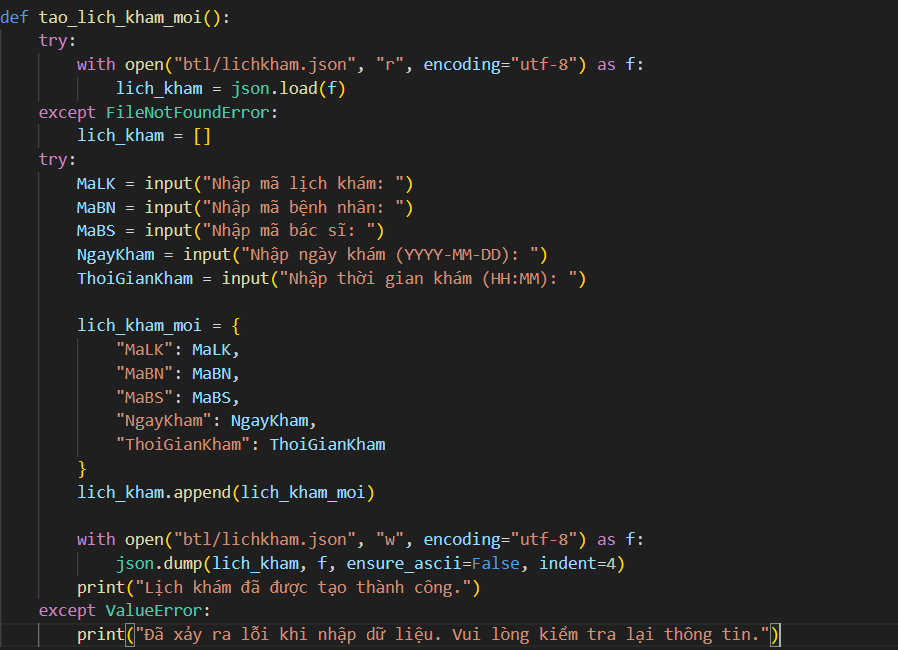 def tao_lich_kham_moi():
    try:
        with open("btl/lichkham.json", "r", encoding="utf-8") as f:
            lich_kham = json.load(f)
    except FileNotFoundError:
        lich_kham = []
    try:
        MaLK = input("Nhập mã lịch khám: ")
        MaBN = input("Nhập mã bệnh nhân: ")
        MaBS = input("Nhập mã bác sĩ: ")
        NgayKham = input("Nhập ngày khám (YYYY-MM-DD): ")
        ThoiGianKham = input("Nhập thời gian khám (HH:MM): ")

        lich_kham_moi = {
            "MaLK": MaLK,
            "MaBN": MaBN,
            "MaBS": MaBS,
            "NgayKham": NgayKham,
            "ThoiGianKham": ThoiGianKham
        }
        lich_kham.append(lich_kham_moi)

        with open("btl/lichkham.json", "w", encoding="utf-8") as f:
            json.dump(lich_kham, f, ensure_ascii=False, indent=4)
        print("Lịch khám đã được tạo thành công.")
    except ValueError:
        print("Đã xảy ra lỗi khi nhập dữ liệu. Vui lòng kiểm tra lại thông tin.")